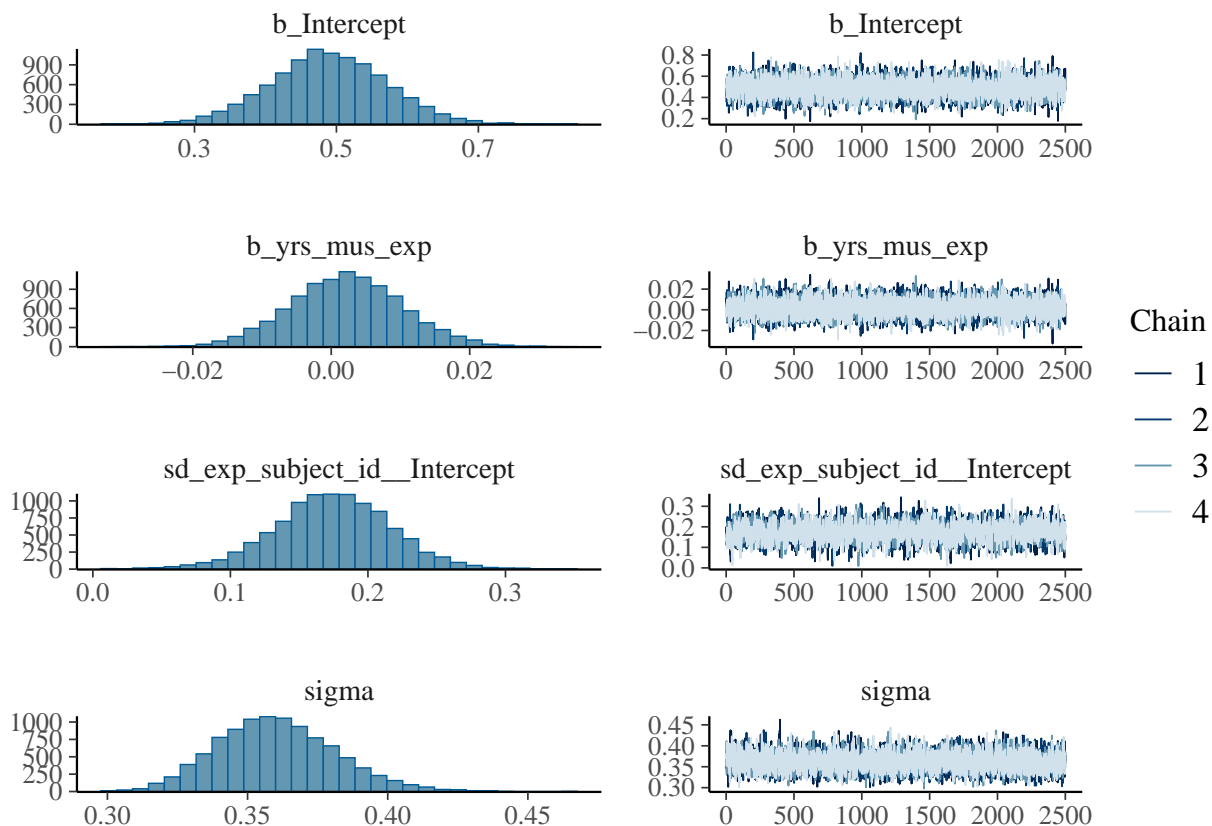 b_Intercept
900
600
300
0
0.3 0.5 0.7
b_Intercept
0.8
0.6
0.4
0.2
0 500 1000 1500 2000 2500
b_yrs_mus_exp
900
600
300
0
−0.02 0.00 0.02
b_yrs_mus_exp
0.02
0.00
−0.02
0 500 1000 1500 2000 2500
sd_exp_subject_id__Intercept
1000
750
500
250
0
0.0 0.1 0.2 0.3
sd_exp_subject_id__Intercept
0.3
0.2
0.1
0.0
0 500 1000 1500 2000 2500
sigma
1000
750
500
250
0
0.30 0.35 0.40 0.45
sigma
0.45
0.40
0.35
0.30
0 500 1000 1500 2000 2500
Chain
1
2
3
4